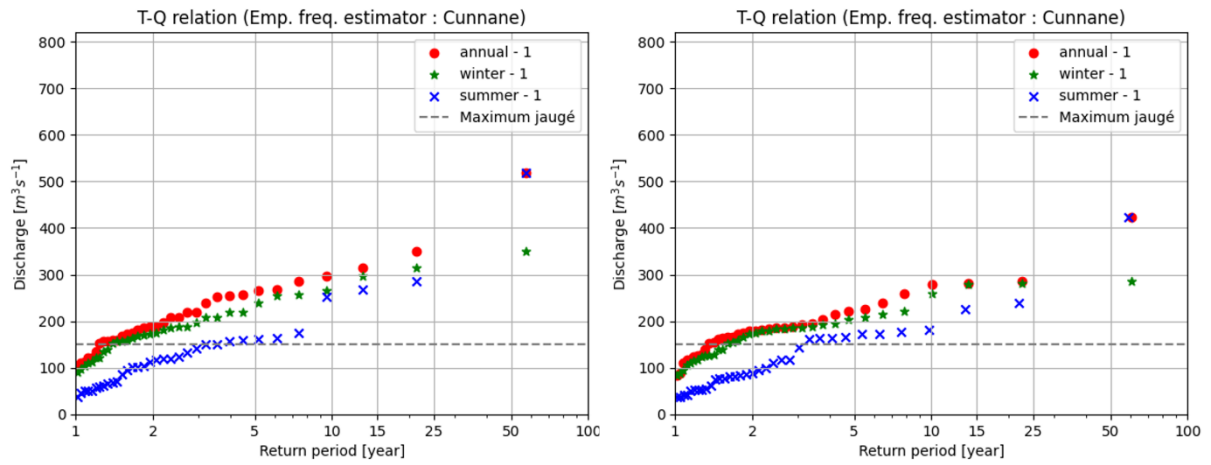 T-Q relation (Emp. freq. estimator : Cunnane)
800
700
600
500
400
300
200
100
0
Discharge [m³s⁻¹]
annual - 1
winter - 1
summer - 1
Maximum jaugé
1 2 5 10 15 25 50 100
Return period [year]
T-Q relation (Emp. freq. estimator : Cunnane)
800
700
600
500
400
300
200
100
0
Discharge [m³s⁻¹]
annual - 1
winter - 1
summer - 1
Maximum jaugé
1 2 5 10 15 25 50 100
Return period [year]